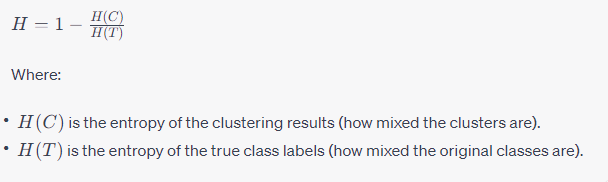 H = 1 − H(C)/H(T)
Where:
• H(C) is the entropy of the clustering results (how mixed the clusters are).
• H(T) is the entropy of the true class labels (how mixed the original classes are).